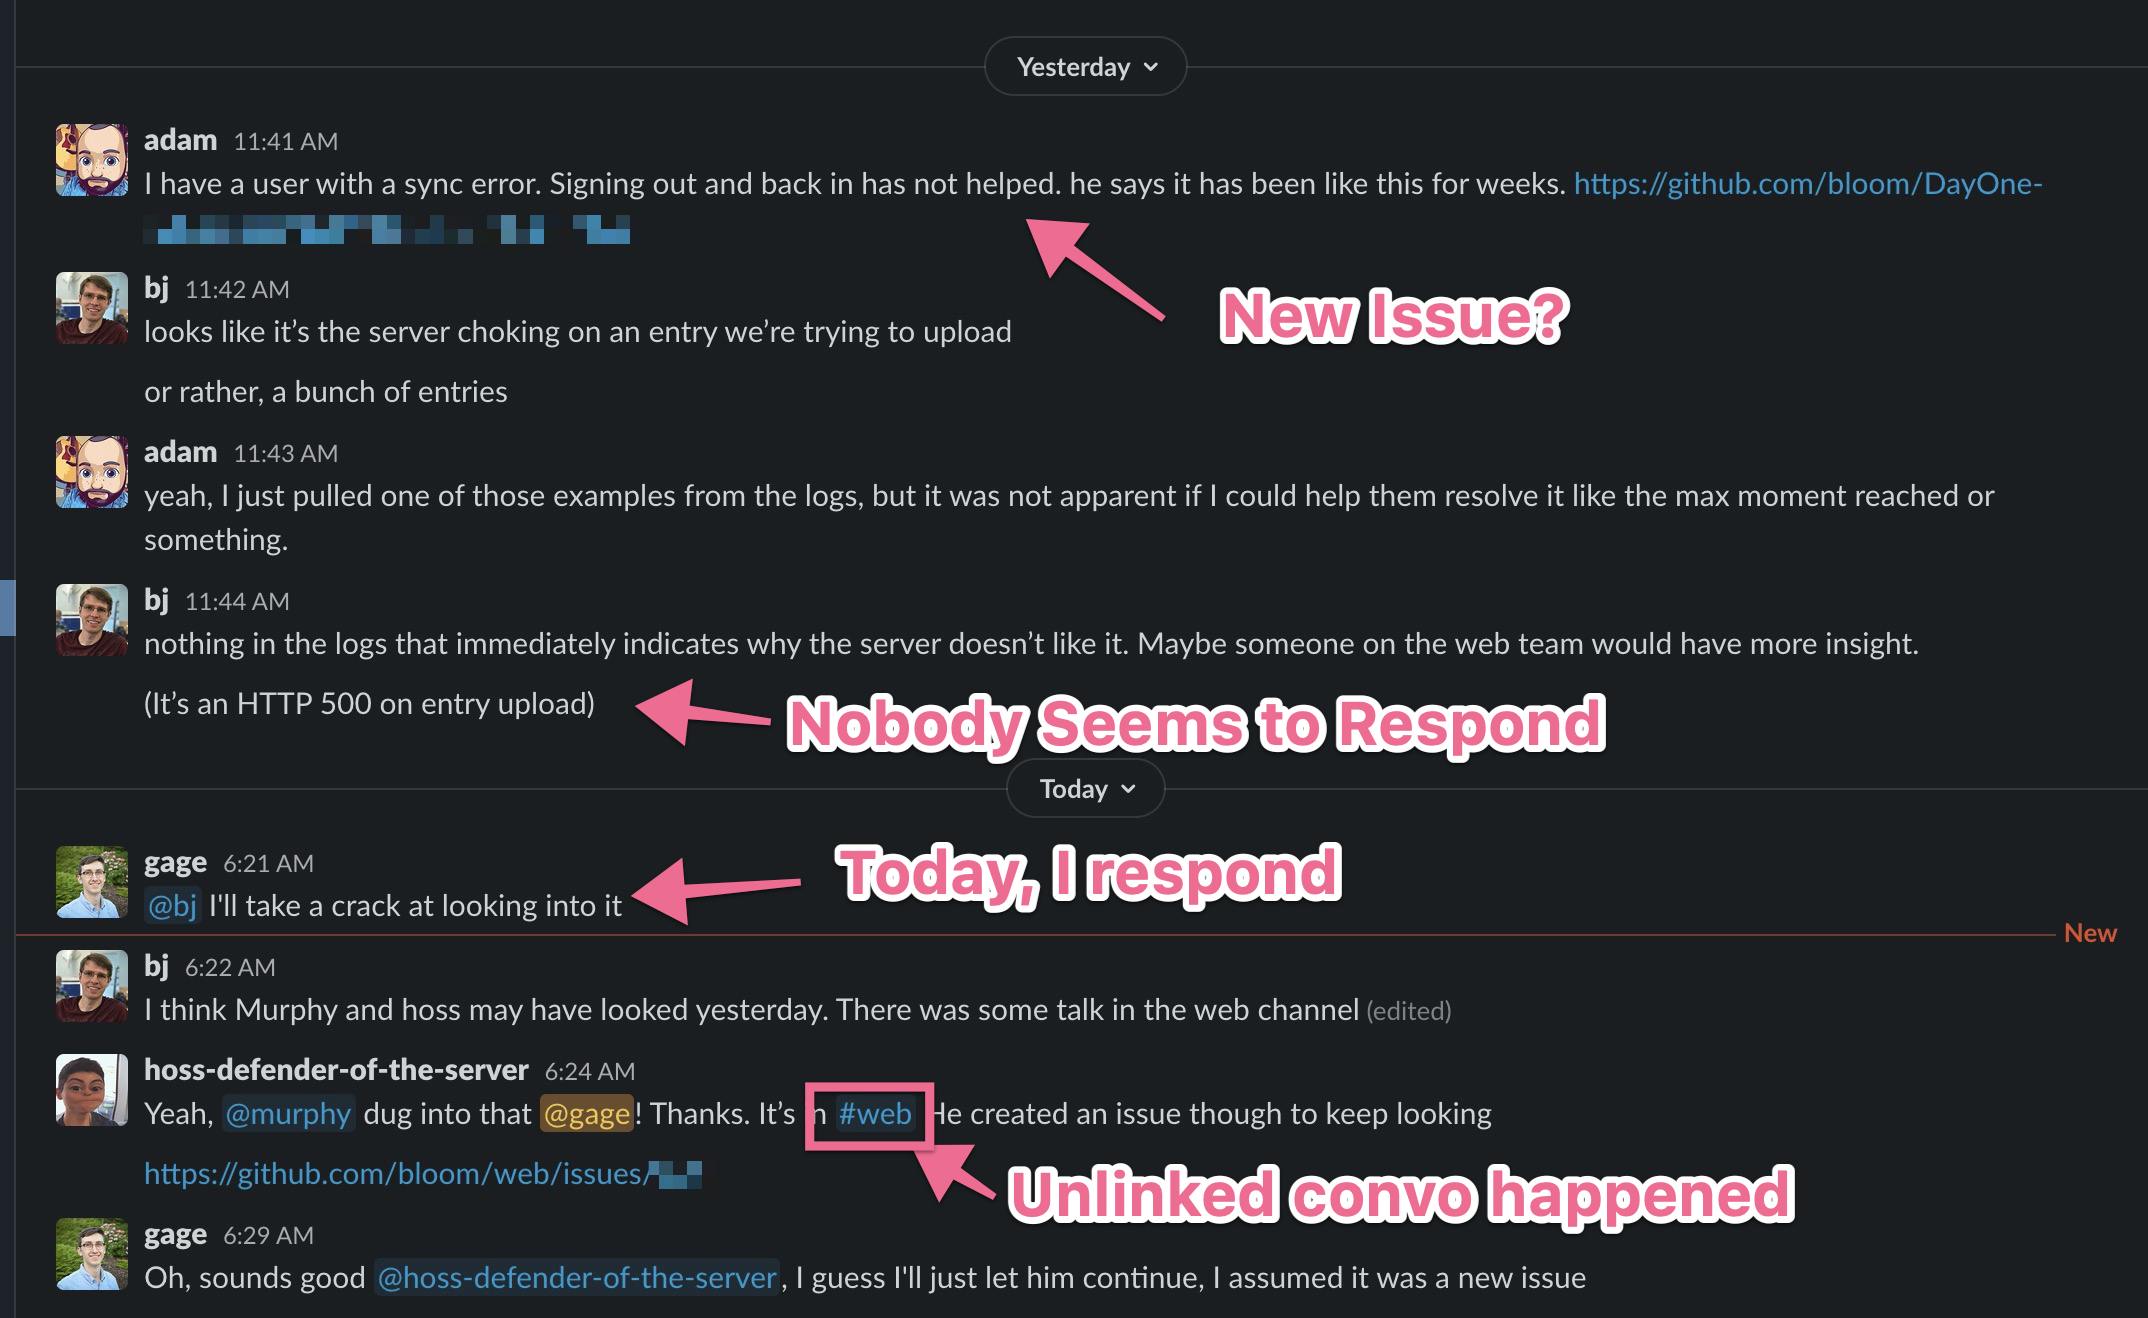 Yesterday
adam 11:41 AM
I have a user with a sync error. Signing out and back in has not helped. he says it has been like this for weeks. https://github.com/bloom/DayOne-
New Issue?
bj 11:42 AM
looks like it’s the server choking on an entry we’re trying to upload
or rather, a bunch of entries
adam 11:43 AM
yeah, I just pulled one of those examples from the logs, but it was not apparent if I could help them resolve it like the max moment reached or
something.
bj 11:44 AM
nothing in the logs that immediately indicates why the server doesn’t like it. Maybe someone on the web team would have more insight.
(It’s an HTTP 500 on entry upload)
Nobody Seems to Respond
Today
gage 6:21 AM
Today, I respond
@bj I'll take a crack at looking into it
New
bj 6:22 AM
I think Murphy and hoss may have looked yesterday. There was some talk in the web channel (edited)
hoss-defender-of-the-server 6:24 AM
Yeah, @murphy dug into that @gage! Thanks. It’s in #web He created an issue though to keep looking
https://github.com/bloom/web/issues/
Unlinked convo happened
gage 6:29 AM
Oh, sounds good @hoss-defender-of-the-server, I guess I'll just let him continue, I assumed it was a new issue